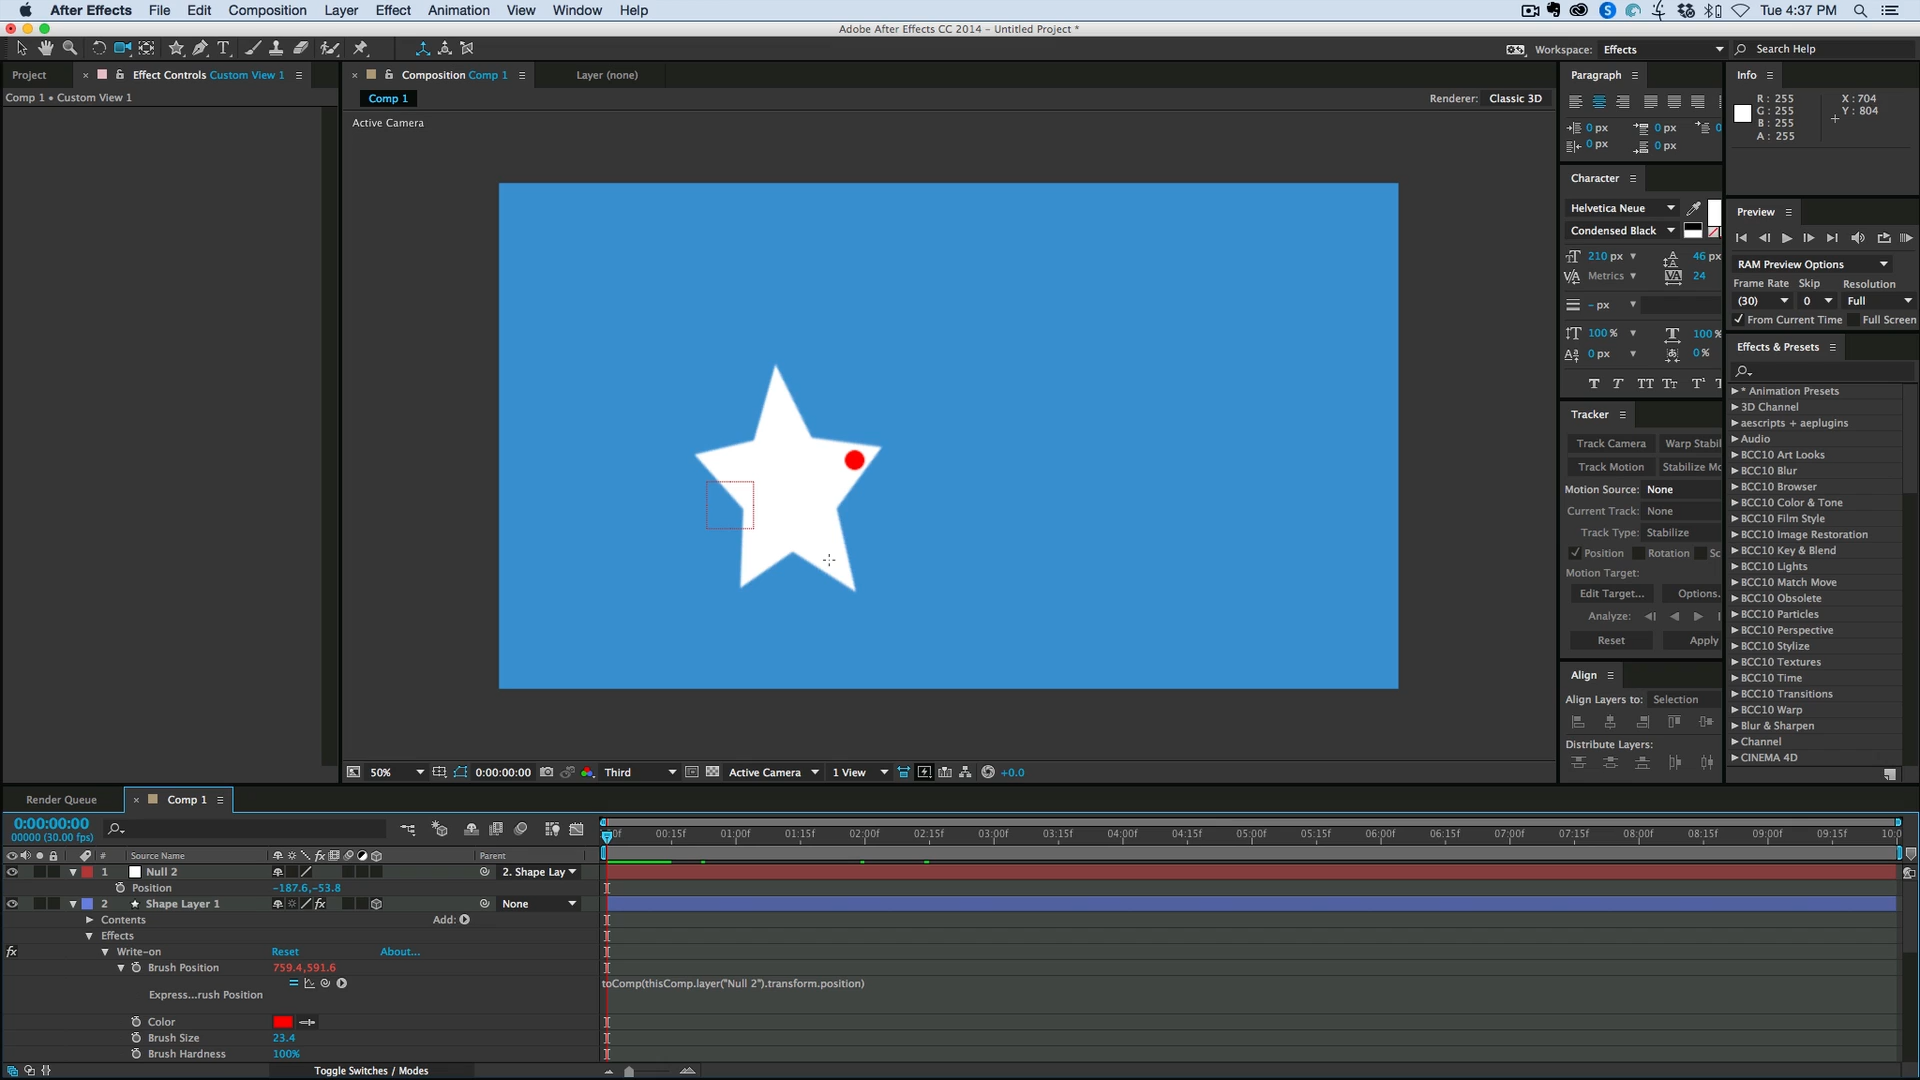 After Effects File Edit Composition Layer Effect Animation View Window Help Tue 4:37 PM
Adobe After Effects CC 2014 - Untitled Project *
Workspace: Effects Search Help
Project × Effect Controls Custom View 1
Comp 1 • Custom View 1
× Composition Comp 1 Layer (none)
Comp 1 Renderer: Classic 3D
Active Camera
Paragraph
0 px 0 px 0
0 px 0 px
Info
R: 255 X: 704
G: 255 Y: 804
B: 255
A: 255
Character
Helvetica Neue
Condensed Black
210 px 46 px
Metrics 24
- px
100 % 100 %
0 px 0 %
T T TT Tt T¹ T
Preview
RAM Preview Options
Frame Rate Skip Resolution
(30) 0 Full
From Current Time Full Screen
Tracker
Track Camera Warp Stabil
Track Motion Stabilize Mo
Motion Source: None
Current Track: None
Track Type: Stabilize
Position Rotation Sc
Motion Target:
Edit Target... Options.
Analyze:
Reset Apply
Align
Align Layers to: Selection
Distribute Layers:
Effects & Presets
* Animation Presets
3D Channel
aescripts + aeplugins
Audio
BCC10 Art Looks
BCC10 Blur
BCC10 Browser
BCC10 Color & Tone
BCC10 Film Style
BCC10 Image Restoration
BCC10 Key & Blend
BCC10 Lights
BCC10 Match Move
BCC10 Obsolete
BCC10 Particles
BCC10 Perspective
BCC10 Stylize
BCC10 Textures
BCC10 Time
BCC10 Transitions
BCC10 Warp
Blur & Sharpen
Channel
CINEMA 4D
50% 0:00:00:00 Third Active Camera 1 View +0.0
Render Queue × Comp 1
0:00:00:00
00000 (30.00 fps)
00f 00:15f 01:00f 01:15f 02:00f 02:15f 03:00f 03:15f 04:00f 04:15f 05:00f 05:15f 06:00f 06:15f 07:00f 07:15f 08:00f 08:15f 09:00f 09:15f 10:0
# Source Name fx Parent
1 Null 2 2. Shape Lay
Position -187.6,-53.8
2 Shape Layer 1 fx None
Contents Add:
Effects
fx Write-on Reset About...
Brush Position 759.4,591.6
toComp(thisComp.layer("Null 2").transform.position)
Express...rush Position
Color
Brush Size 23.4
Brush Hardness 100%
Toggle Switches / Modes